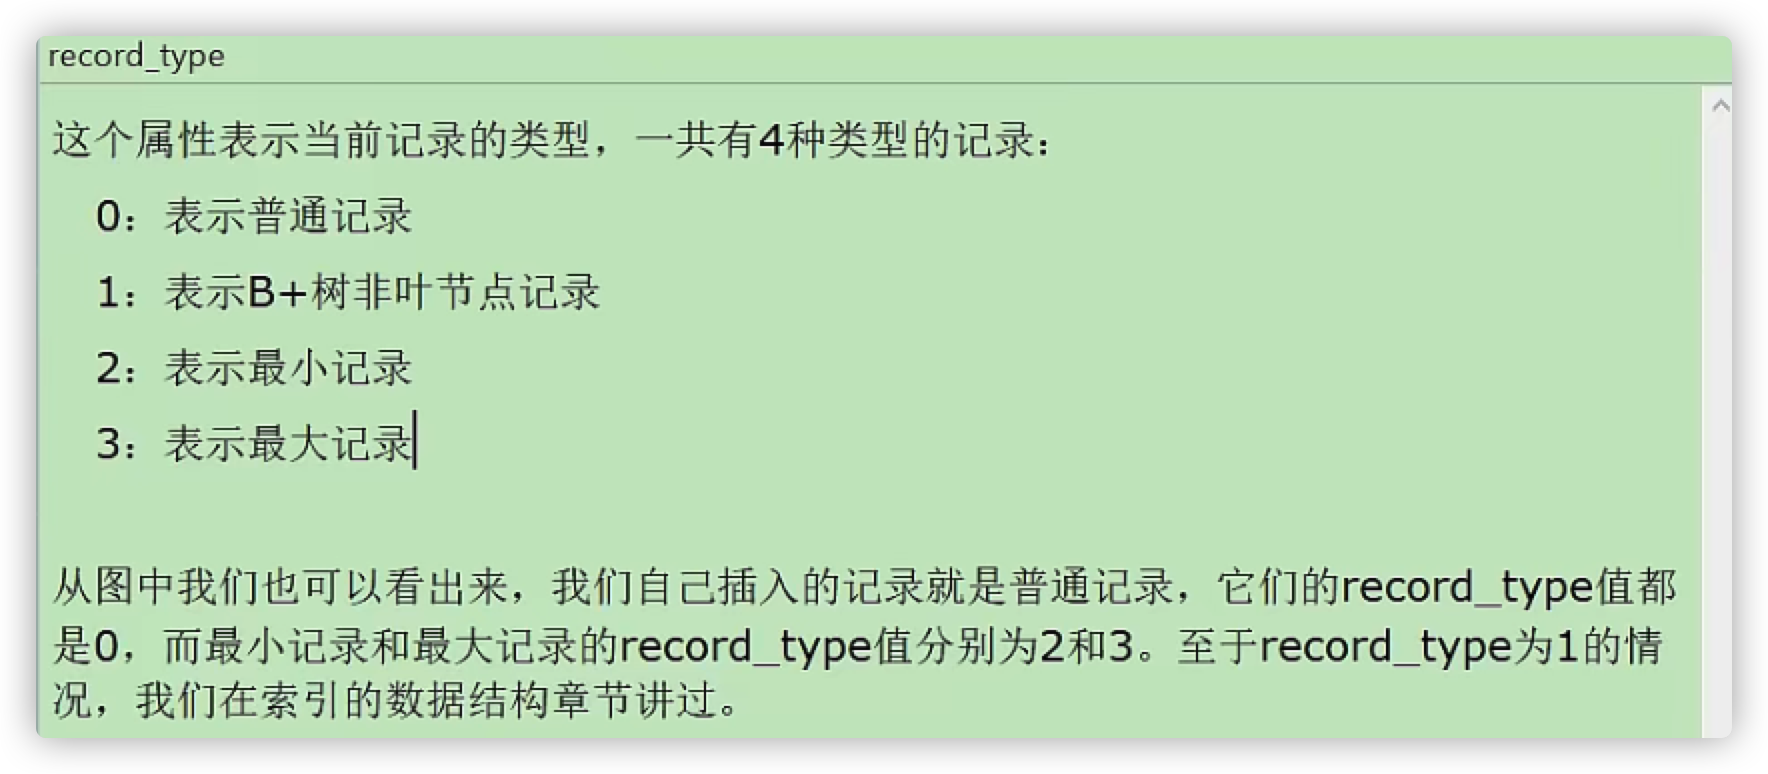 record_type
这个属性表示当前记录的类型，一共有4种类型的记录：
0：表示普通记录
1：表示B+树非叶节点记录
2：表示最小记录
3：表示最大记录
从图中我们也可以看出来，我们自己插入的记录就是普通记录，它们的record_type值都
是0，而最小记录和最大记录的record_type值分别为2和3。至于record_type为1的情
况，我们在索引的数据结构章节讲过。